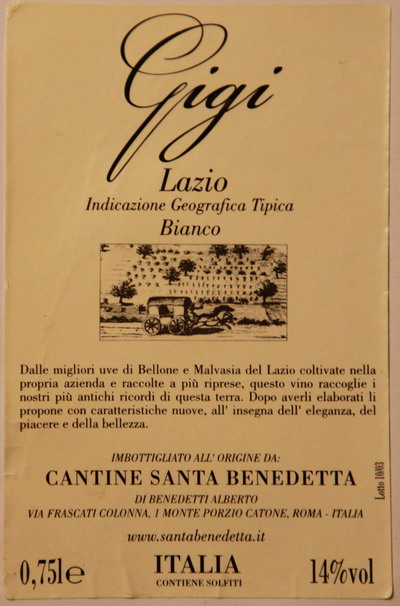 Gigi
Lazio
Indicazione Geografica Tipica
Bianco
Dalle migliori uve di Bellone e Malvasia del Lazio coltivate nella
propria azienda e raccolte a più riprese, questo vino raccoglie i
nostri più antichi ricordi di questa terra. Dopo averli elaborati li
propone con caratteristiche nuove, all' insegna dell' eleganza, del
piacere e della bellezza.
IMBOTTIGLIATO ALL' ORIGINE DA:
CANTINE SANTA BENEDETTA
DI BENEDETTI ALBERTO
VIA FRASCATI COLONNA, 1 MONTE PORZIO CATONE, ROMA - ITALIA
www.santabenedetta.it
Lotto 10/03
0,75l e
ITALIA
14%vol
CONTIENE SOLFITI